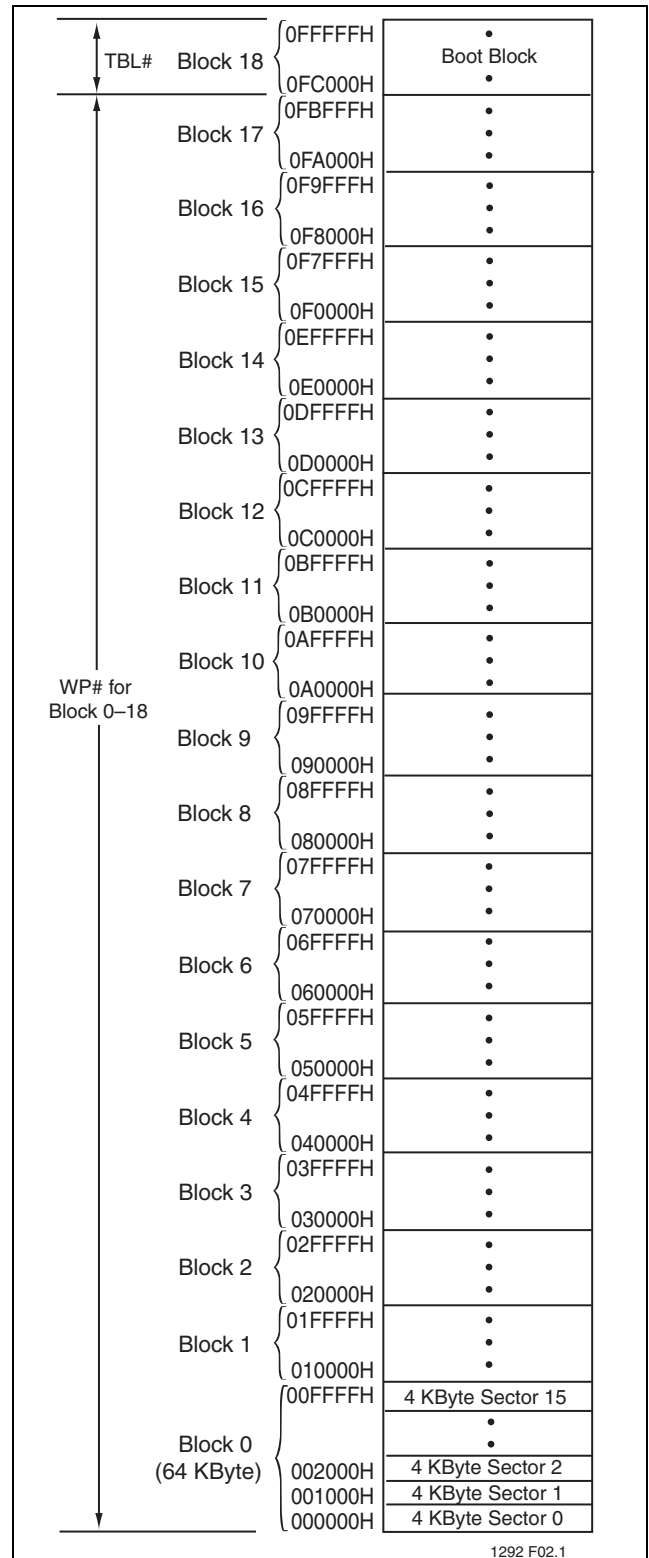 0FFFFFH
TBL# Block 18 Boot Block
0FC000H
0FBFFFH
Block 17
0FA000H
0F9FFFH
Block 16
0F8000H
0F7FFFH
Block 15
0F0000H
0EFFFFH
Block 14
0E0000H
0DFFFFH
Block 13
0D0000H
0CFFFFH
Block 12
0C0000H
0BFFFFH
Block 11
0B0000H
0AFFFFH
Block 10
0A0000H
WP# for
Block 0–18
09FFFFH
Block 9
090000H
08FFFFH
Block 8
080000H
07FFFFH
Block 7
070000H
06FFFFH
Block 6
060000H
05FFFFH
Block 5
050000H
04FFFFH
Block 4
040000H
03FFFFH
Block 3
030000H
02FFFFH
Block 2
020000H
01FFFFH
Block 1
010000H
00FFFFH 4 KByte Sector 15
Block 0
(64 KByte)
002000H 4 KByte Sector 2
001000H 4 KByte Sector 1
000000H 4 KByte Sector 0
1292 F02.1